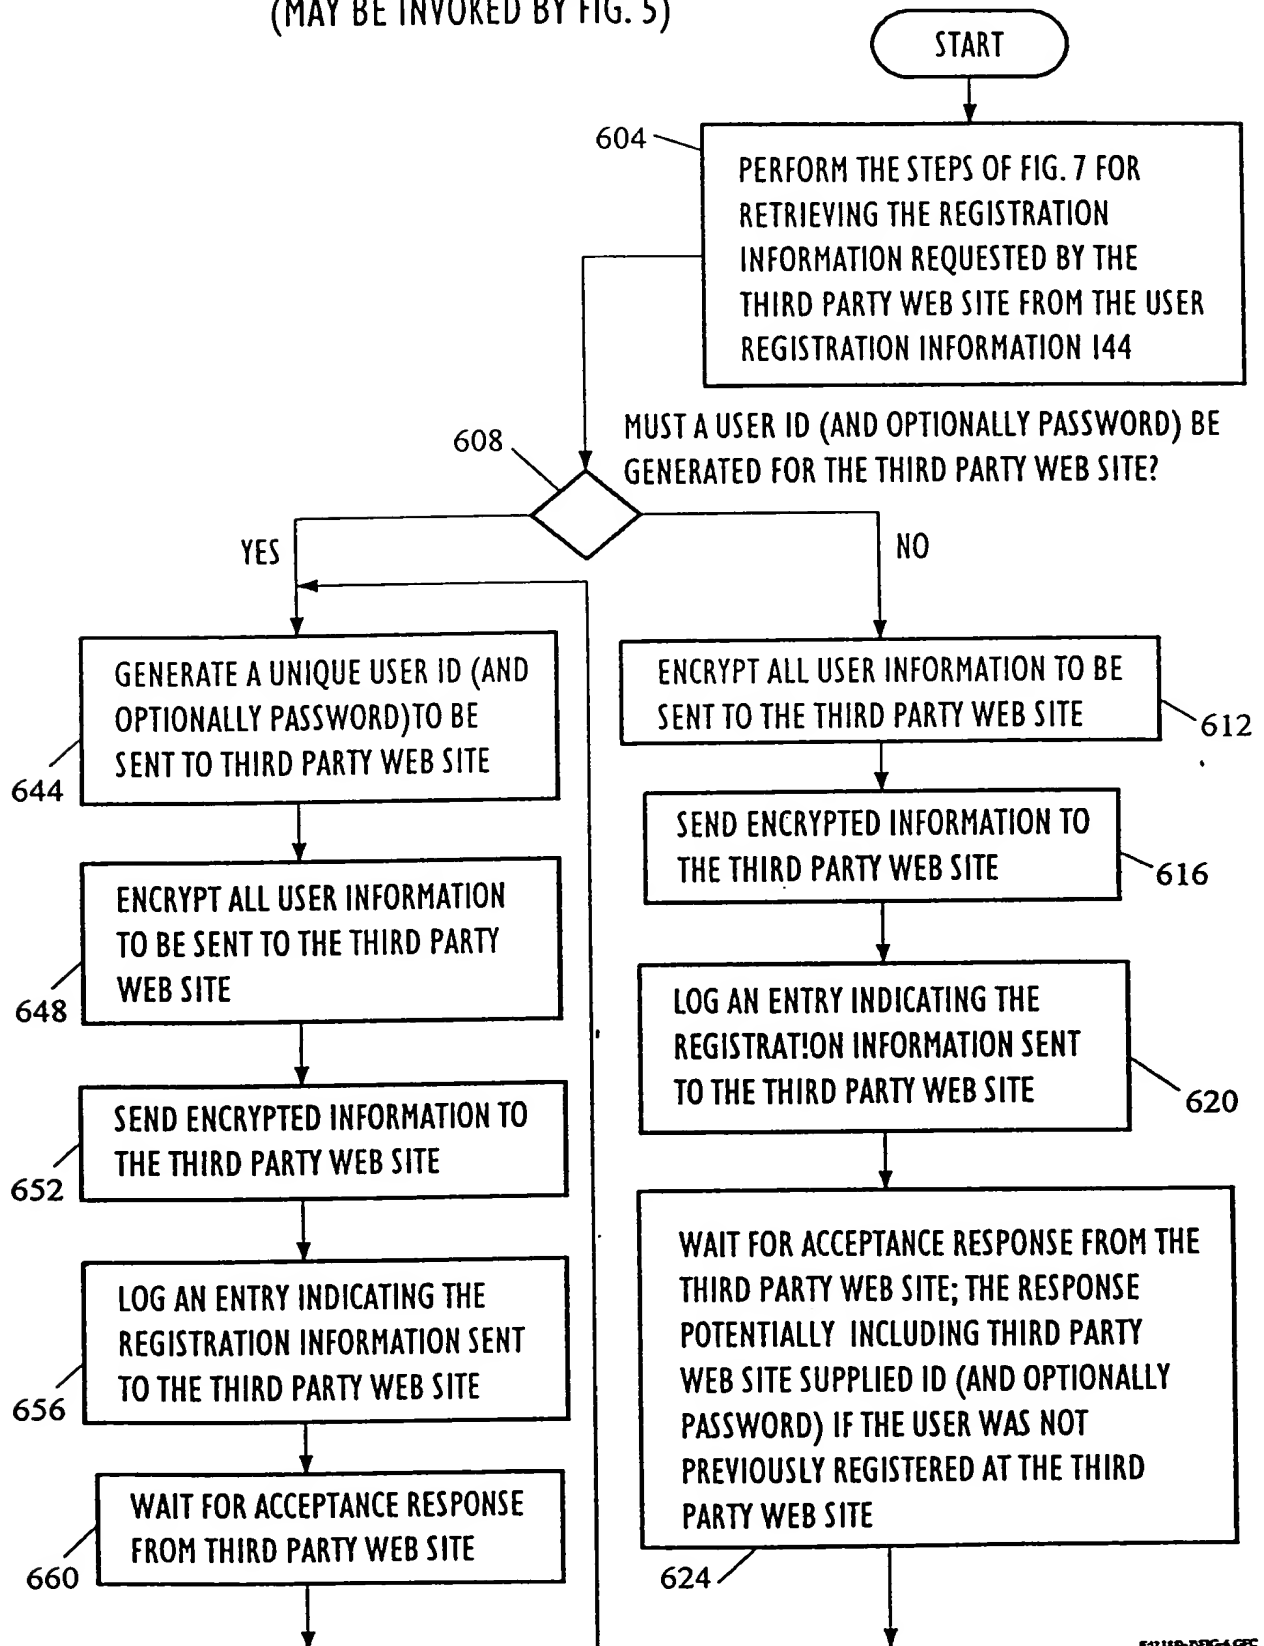 (MAY BE INVOKED BY FIG. 5)
START
604
PERFORM THE STEPS OF FIG. 7 FOR
RETRIEVING THE REGISTRATION
INFORMATION REQUESTED BY THE
THIRD PARTY WEB SITE FROM THE USER
REGISTRATION INFORMATION 144
608
MUST A USER ID (AND OPTIONALLY PASSWORD) BE
GENERATED FOR THE THIRD PARTY WEB SITE?
YES
NO
GENERATE A UNIQUE USER ID (AND
OPTIONALLY PASSWORD)TO BE
SENT TO THIRD PARTY WEB SITE
644
ENCRYPT ALL USER INFORMATION
TO BE SENT TO THE THIRD PARTY
WEB SITE
648
SEND ENCRYPTED INFORMATION TO
THE THIRD PARTY WEB SITE
652
LOG AN ENTRY INDICATING THE
REGISTRATION INFORMATION SENT
TO THE THIRD PARTY WEB SITE
656
WAIT FOR ACCEPTANCE RESPONSE
FROM THIRD PARTY WEB SITE
660
ENCRYPT ALL USER INFORMATION TO BE
SENT TO THE THIRD PARTY WEB SITE
612
SEND ENCRYPTED INFORMATION TO
THE THIRD PARTY WEB SITE
616
LOG AN ENTRY INDICATING THE
REGISTRAT!ON INFORMATION SENT
TO THE THIRD PARTY WEB SITE
620
WAIT FOR ACCEPTANCE RESPONSE FROM THE
THIRD PARTY WEB SITE; THE RESPONSE
POTENTIALLY INCLUDING THIRD PARTY
WEB SITE SUPPLIED ID (AND OPTIONALLY
PASSWORD) IF THE USER WAS NOT
PREVIOUSLY REGISTERED AT THE THIRD
PARTY WEB SITE
624